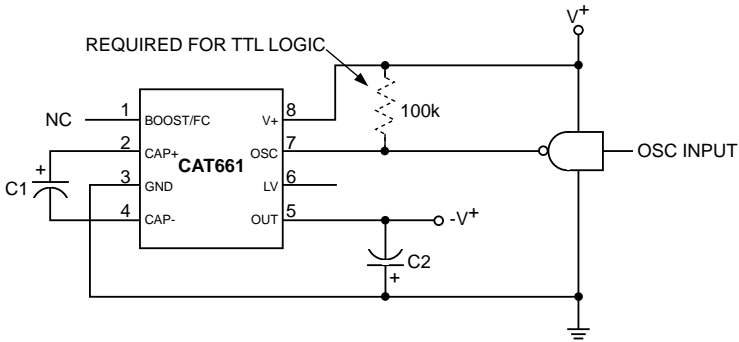 V+
REQUIRED FOR TTL LOGIC
NC
1
BOOST/FC
V+
8
100k
2
CAP+
OSC
7
OSC INPUT
CAT661
+
C1
3
GND
LV
6
4
CAP-
OUT
5
-V+
C2
+